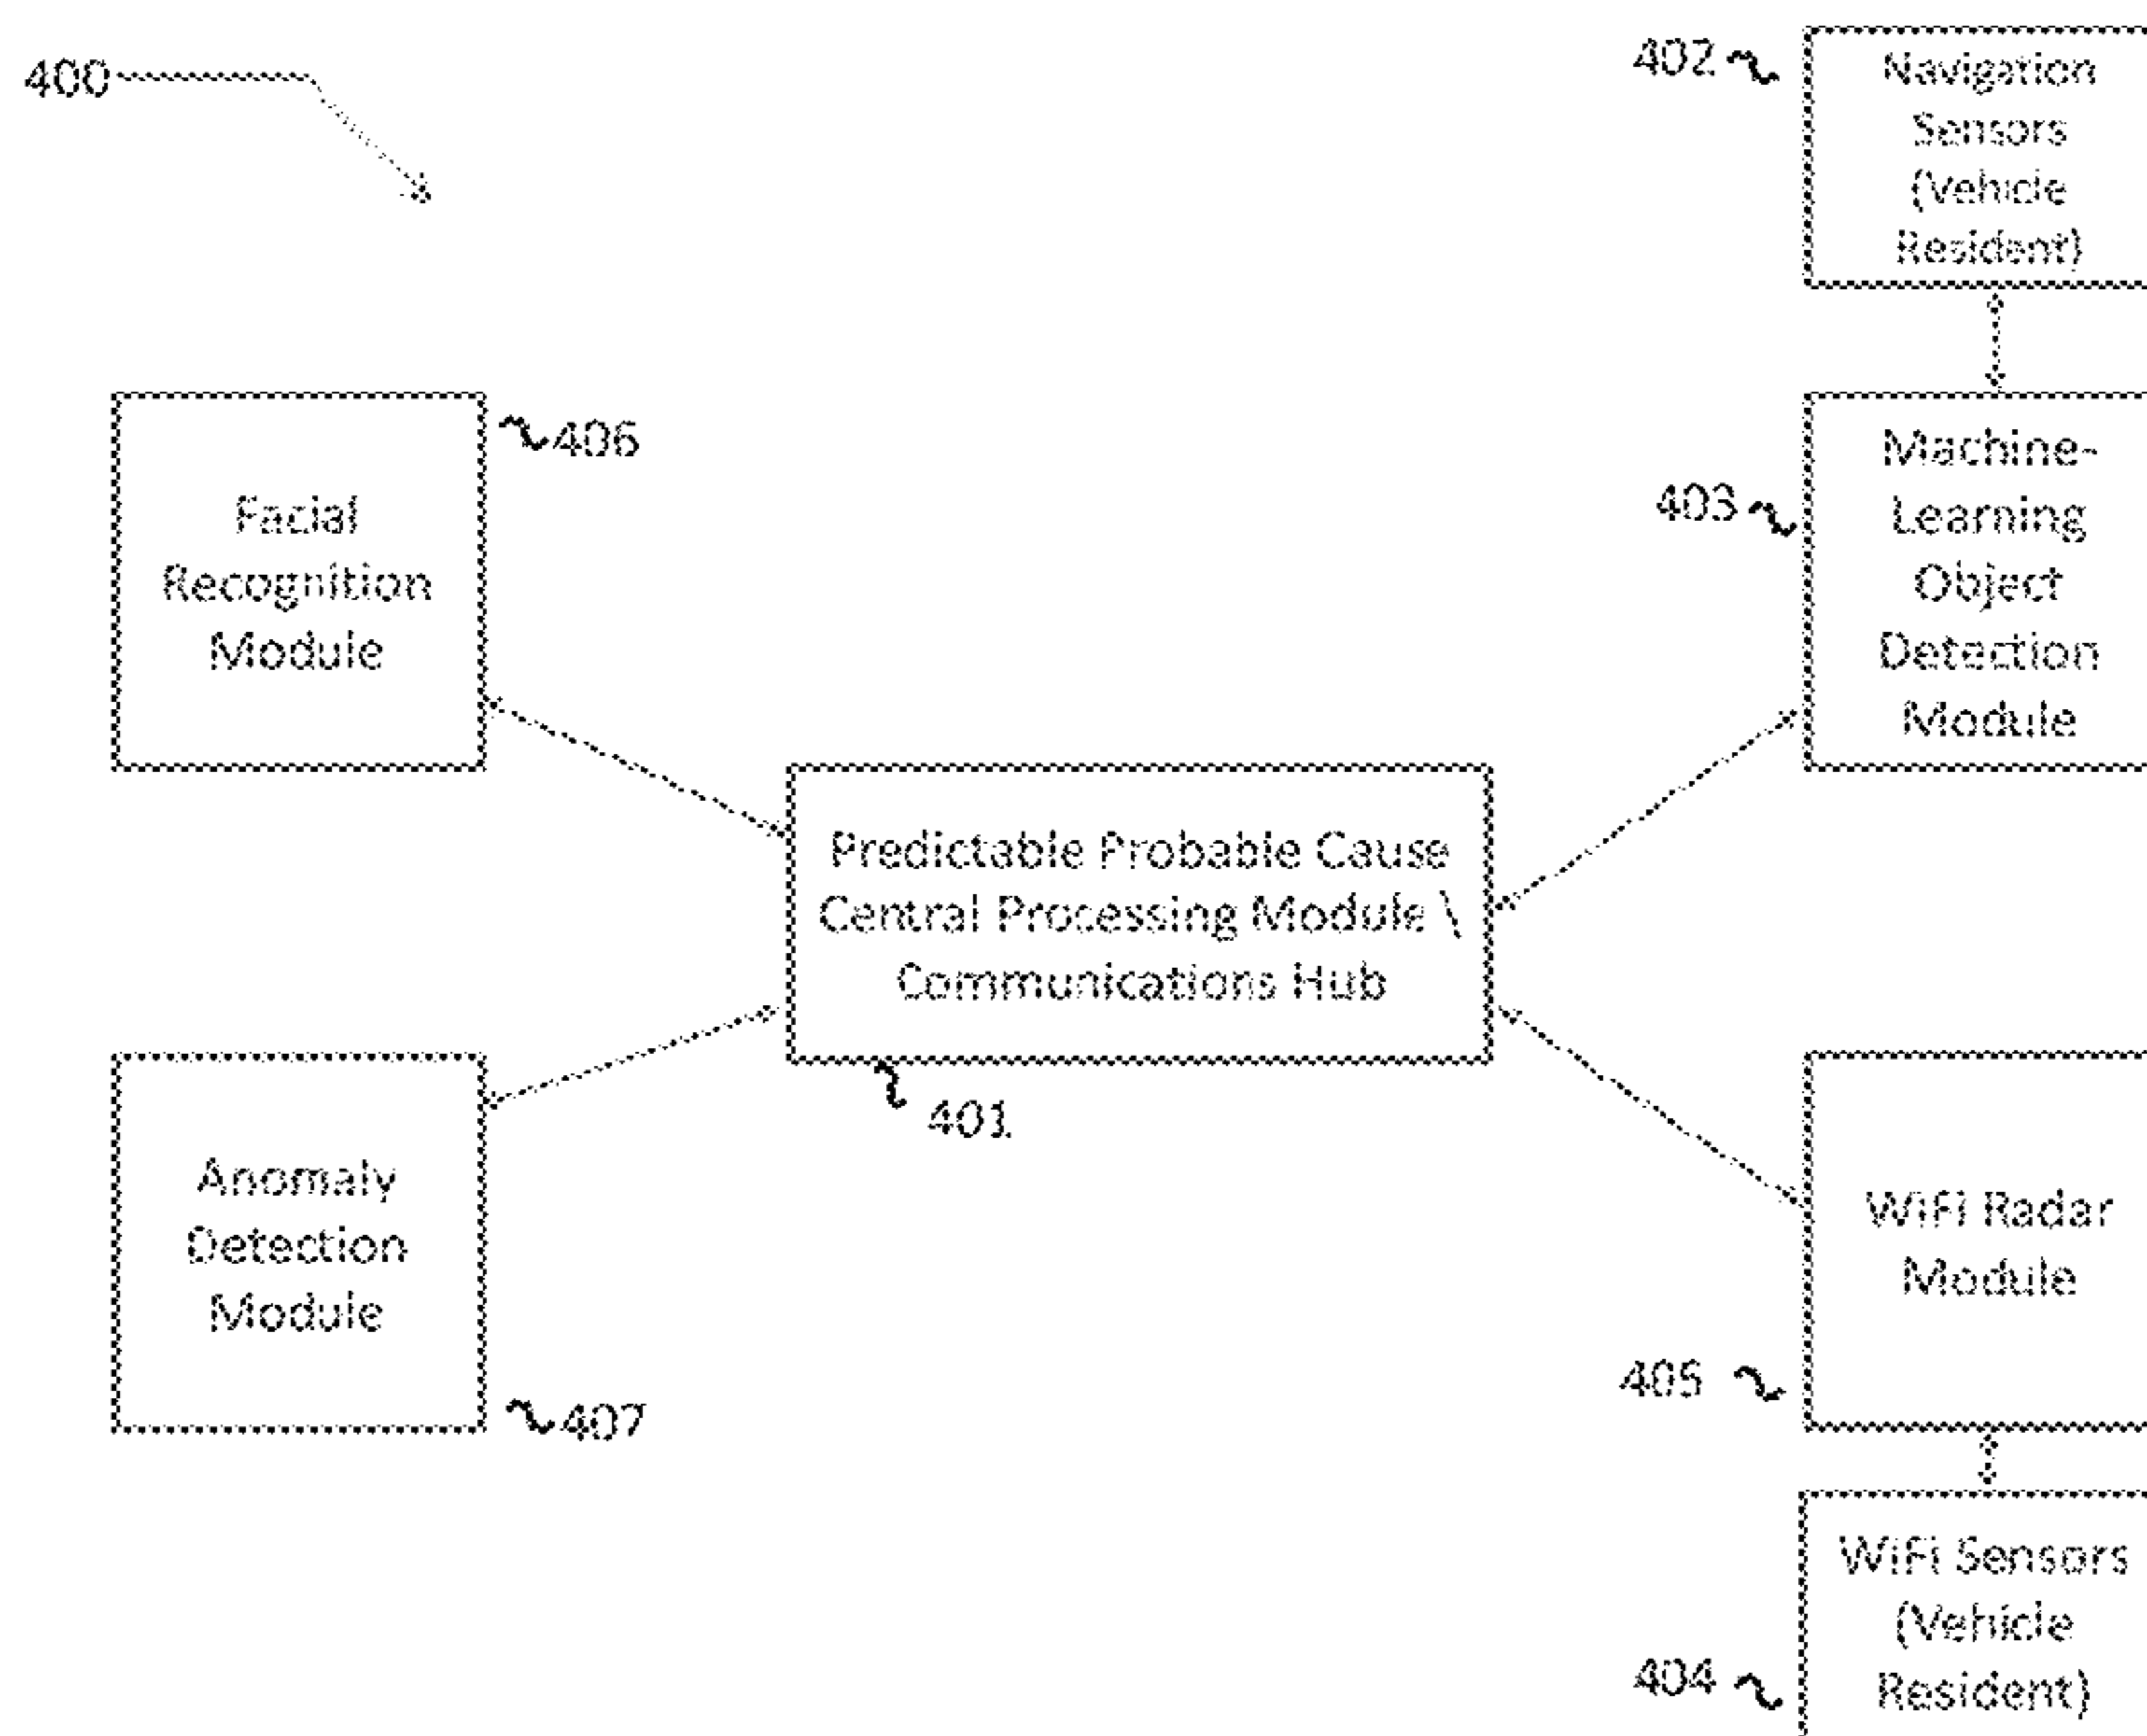 400
402
Navigation
Sensors
(Vehicle
Resident)
406
Facial
Recognition
Module
403
Machine-
Learning
Object
Detection
Module
Predictable Probable Cause
Central Processing Module \
Communications Hub
401
Anomaly
Detection
Module
407
WiFi Radar
Module
405
WiFi Sensors
(Vehicle
Resident)
404